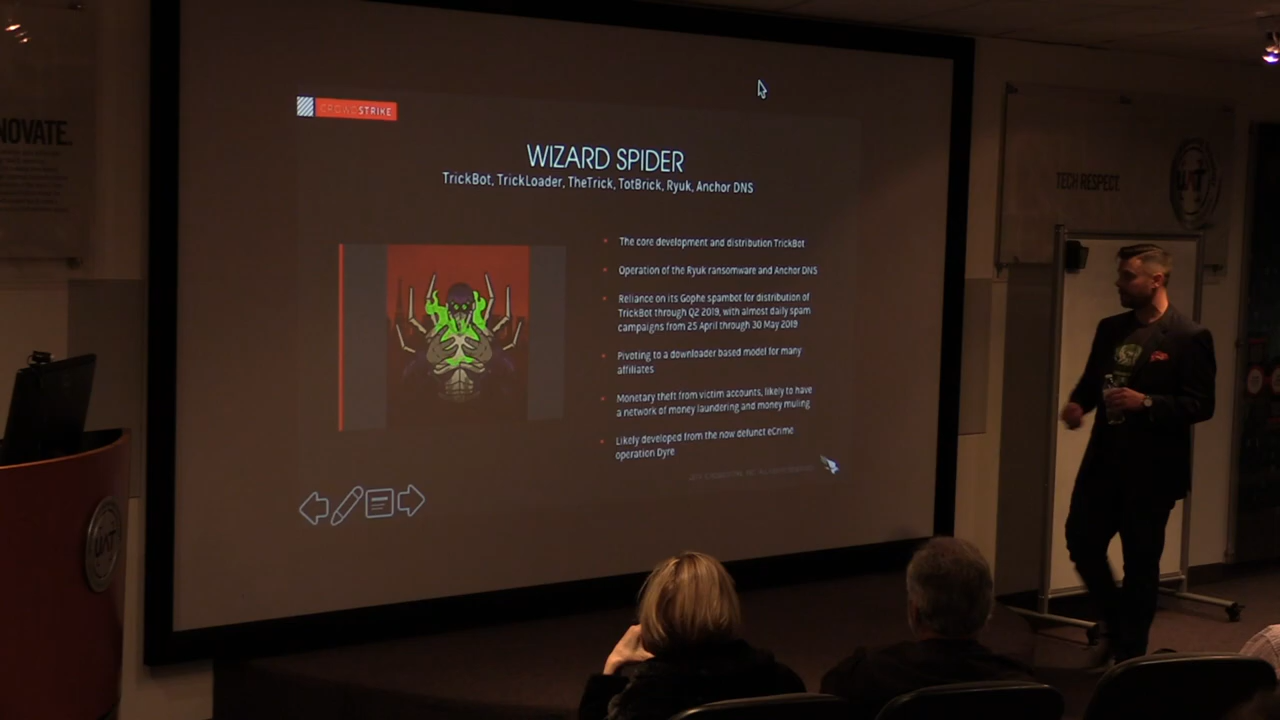 NOVATE.
CROWDSTRIKE
WIZARD SPIDER
TrickBot, TrickLoader, TheTrick, TotBrick, Ryuk, Anchor DNS
The core development and distribution TrickBot
Operation of the Ryuk ransomware and Anchor DNS
Reliance on its Gophe spambot for distribution of
TrickBot through Q2 2019, with almost daily spam
campaigns from 25 April through 30 May 2019
Pivoting to a downloader based model for many
affiliates
Monetary theft from victim accounts, likely to have
a network of money laundering and money muling
Likely developed from the now defunct eCrime
operation Dyre
TECH RESPECT.
UAT
UAT